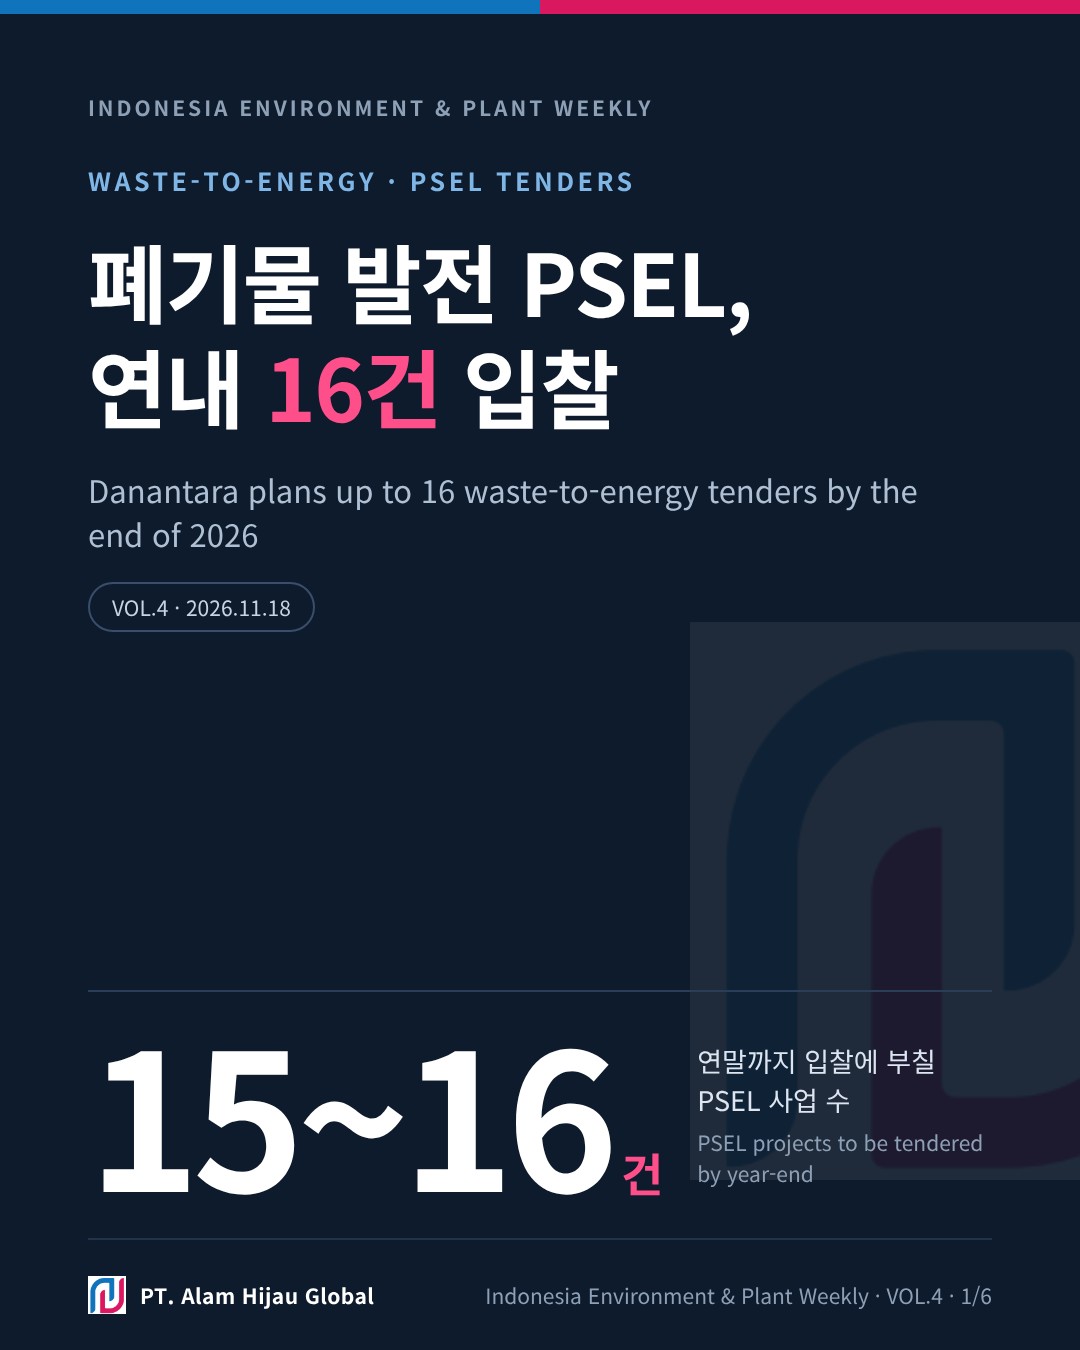 INDONESIA ENVIRONMENT & PLANT WEEKLY
WASTE-TO-ENERGY · PSEL TENDERS
폐기물 발전 PSEL,
연내 16건 입찰
Danantara plans up to 16 waste-to-energy tenders by the
end of 2026
VOL.4 · 2026.11.18
15~16건
연말까지 입찰에 부칠
PSEL 사업 수
PSEL projects to be tendered
by year-end
PT. Alam Hijau Global
Indonesia Environment & Plant Weekly · VOL.4 · 1/6